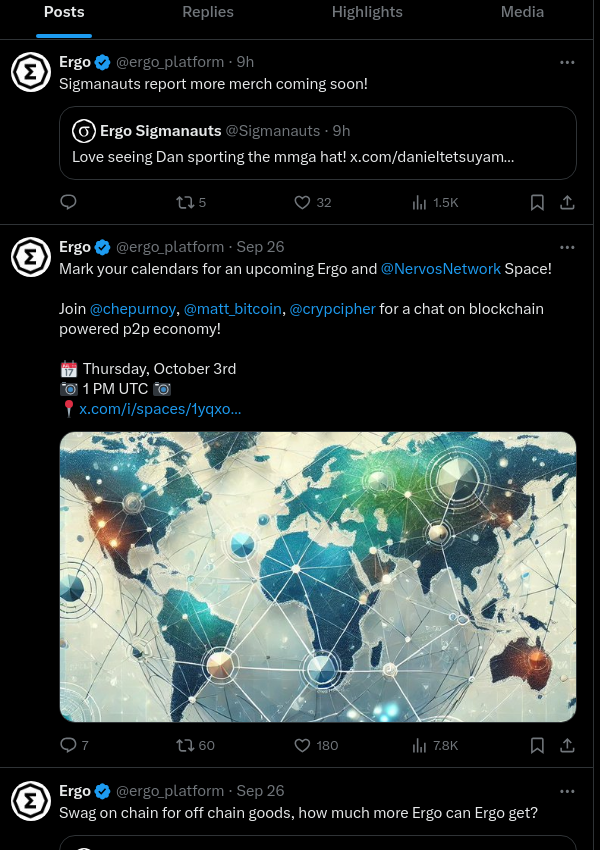 Posts Replies Highlights Media
Ergo @ergo_platform · 9h
Sigmanauts report more merch coming soon!
Ergo Sigmanauts @Sigmanauts · 9h
Love seeing Dan sporting the mmga hat! x.com/danieltetsuyam...
5 32 1.5K
Ergo @ergo_platform · Sep 26
Mark your calendars for an upcoming Ergo and @NervosNetwork Space!
Join @chepurnoy, @matt_bitcoin, @crypcipher for a chat on blockchain
powered p2p economy!
📅 Thursday, October 3rd
📷 1 PM UTC 📷
📍 x.com/i/spaces/1yqxo...
7 60 180 7.8K
Ergo @ergo_platform · Sep 26
Swag on chain for off chain goods, how much more Ergo can Ergo get?